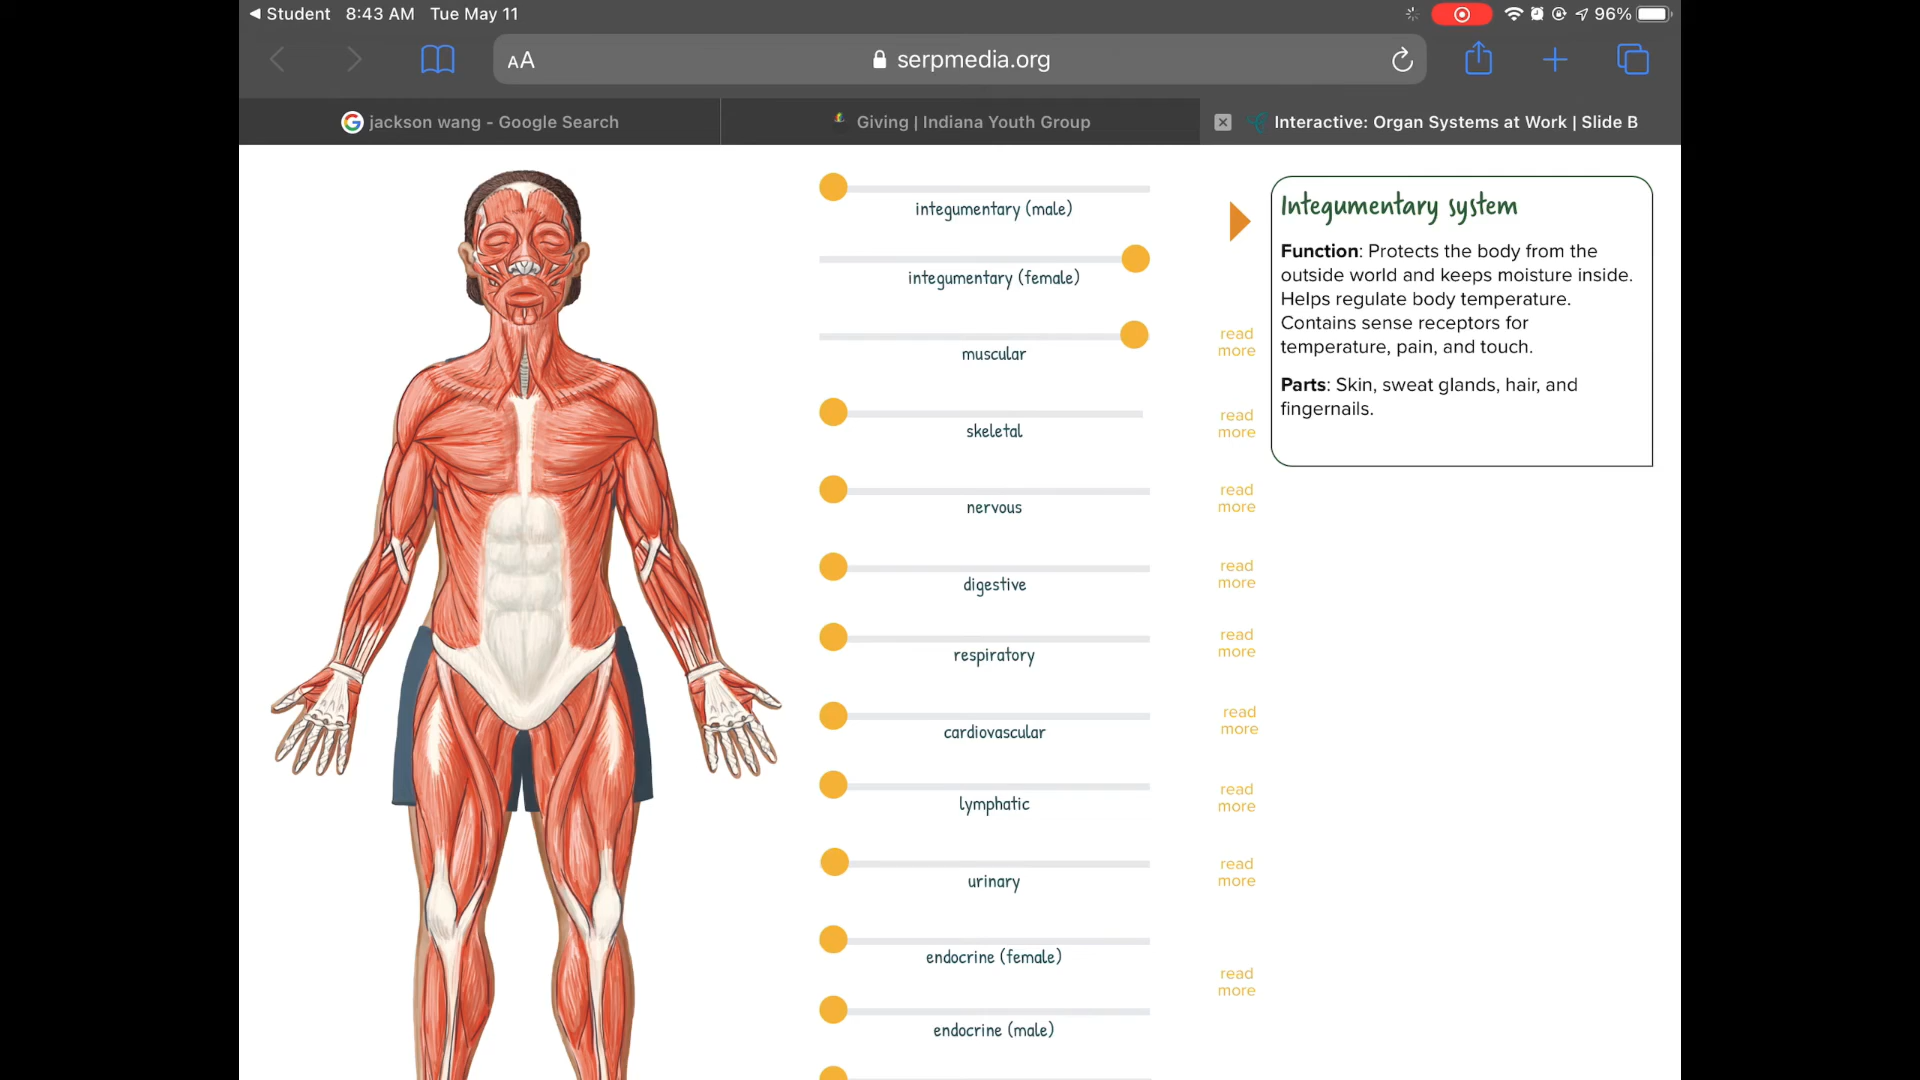 Student 8:43 AM Tue May 11 96%
AA serpmedia.org
jackson wang - Google Search Giving | Indiana Youth Group Interactive: Organ Systems at Work | Slide B
integumentary (male)
integumentary (female)
muscular
read more
skeletal
read more
nervous
read more
digestive
read more
respiratory
read more
cardiovascular
read more
lymphatic
read more
urinary
read more
endocrine (female)
read more
endocrine (male)
Integumentary system
Function: Protects the body from the
outside world and keeps moisture inside.
Helps regulate body temperature.
Contains sense receptors for
temperature, pain, and touch.
Parts: Skin, sweat glands, hair, and
fingernails.